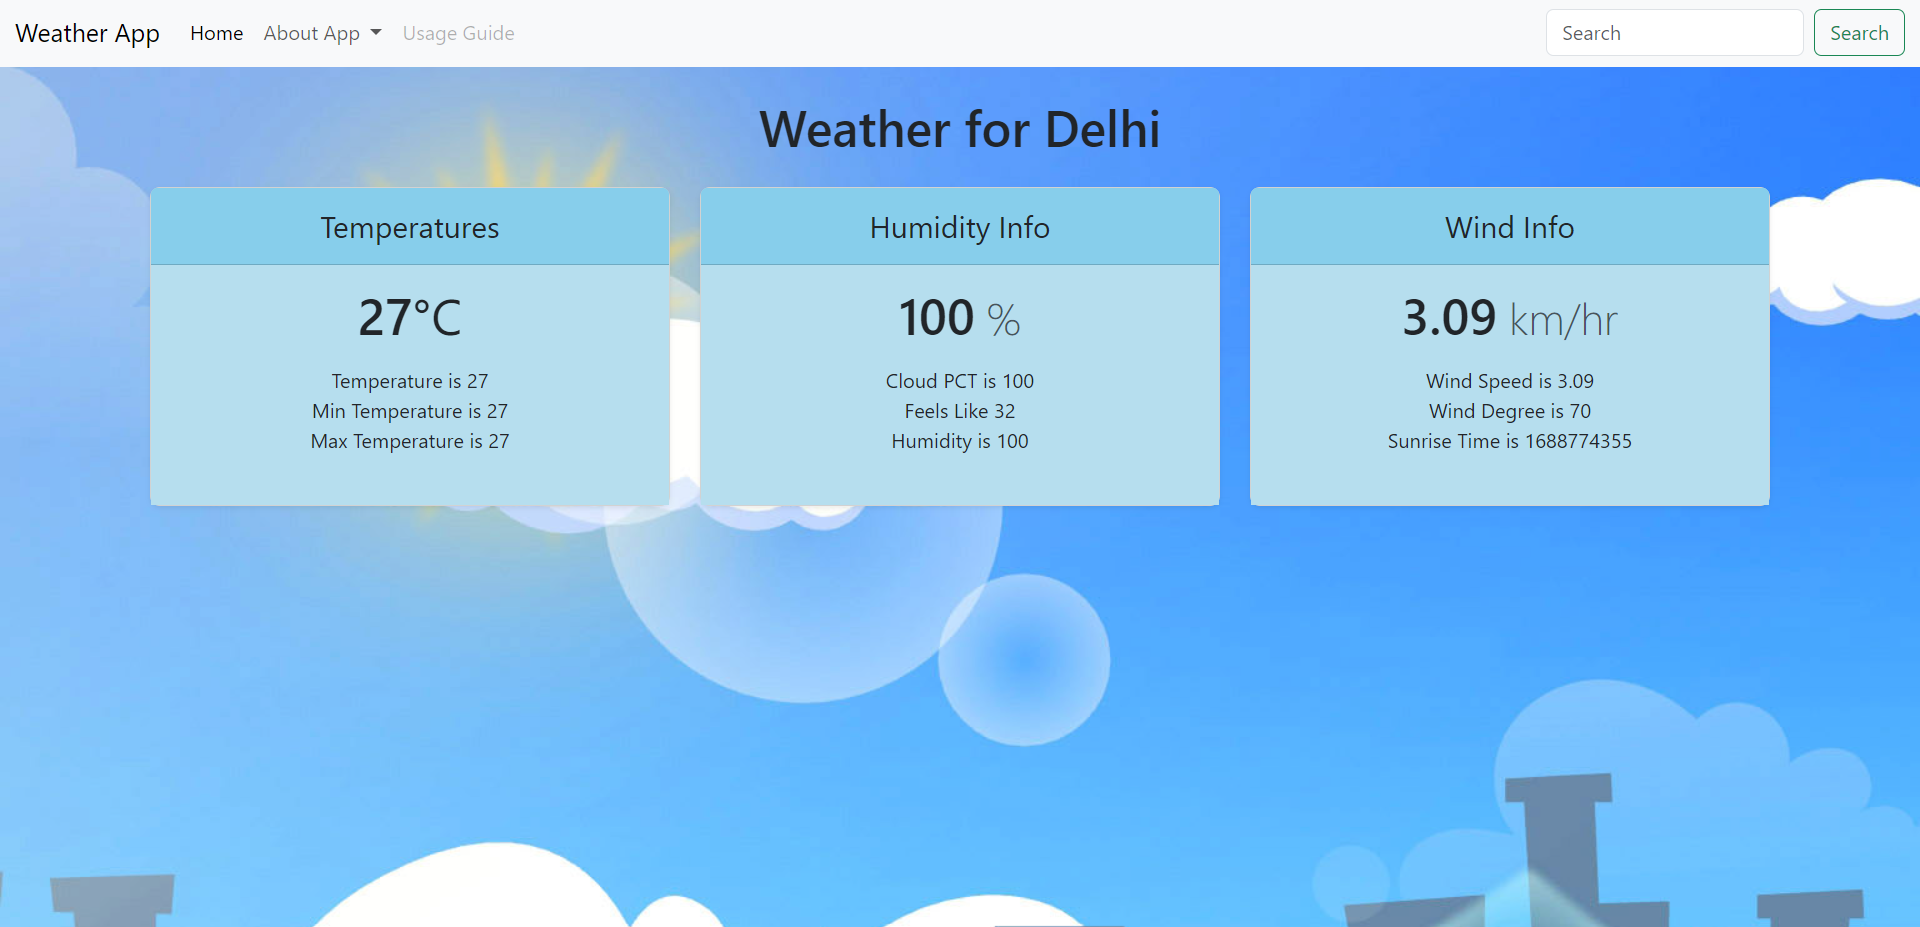 Weather App Home About App Usage Guide Search Search
Weather for Delhi
Temperatures
27°C
Temperature is 27
Min Temperature is 27
Max Temperature is 27
Humidity Info
100 %
Cloud PCT is 100
Feels Like 32
Humidity is 100
Wind Info
3.09 km/hr
Wind Speed is 3.09
Wind Degree is 70
Sunrise Time is 1688774355